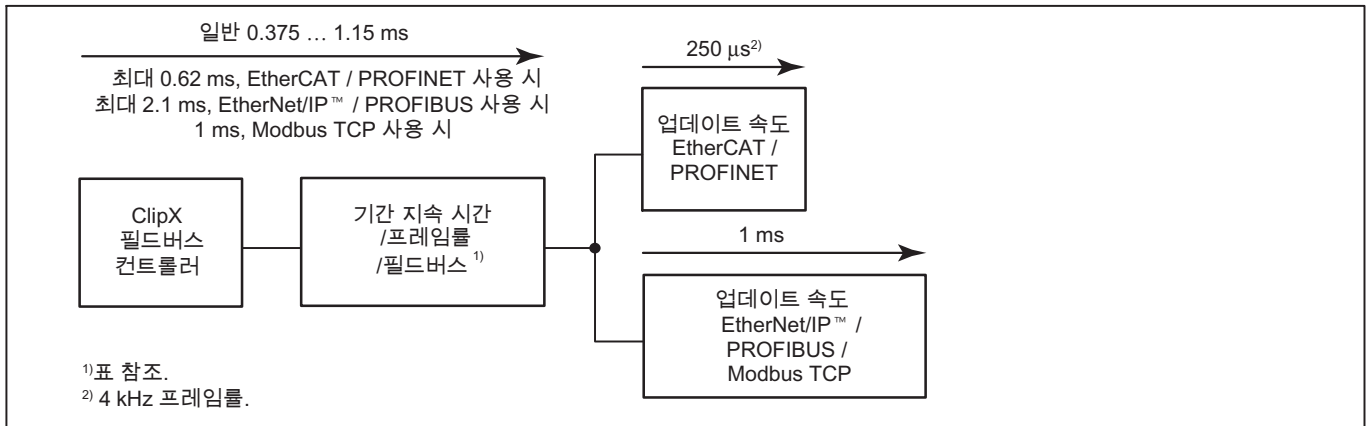 일반 0.375 … 1.15 ms
최대 0.62 ms, EtherCAT / PROFINET 사용 시
최대 2.1 ms, EtherNet/IP™ / PROFIBUS 사용 시
1 ms, Modbus TCP 사용 시
250 µs²⁾
업데이트 속도
EtherCAT /
PROFINET
ClipX
필드버스
컨트롤러
기간 지속 시간
/프레임률
/필드버스 ¹⁾
1 ms
업데이트 속도
EtherNet/IP™ /
PROFIBUS /
Modbus TCP
¹⁾표 참조.
²⁾ 4 kHz 프레임률.